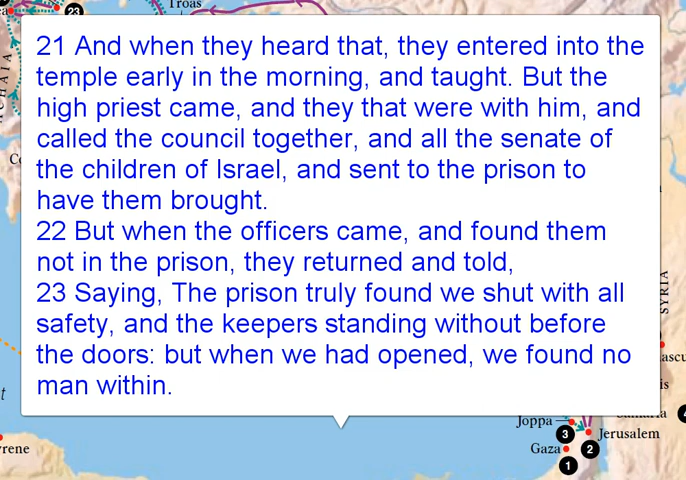 Troas
23
21 And when they heard that, they entered into the
temple early in the morning, and taught. But the
high priest came, and they that were with him, and
called the council together, and all the senate of
the children of Israel, and sent to the prison to
have them brought.
22 But when the officers came, and found them
not in the prison, they returned and told,
23 Saying, The prison truly found we shut with all
safety, and the keepers standing without before
the doors: but when we had opened, we found no
man within.
SYRIA
Joppa
3
Jerusalem
Gaza
2
1